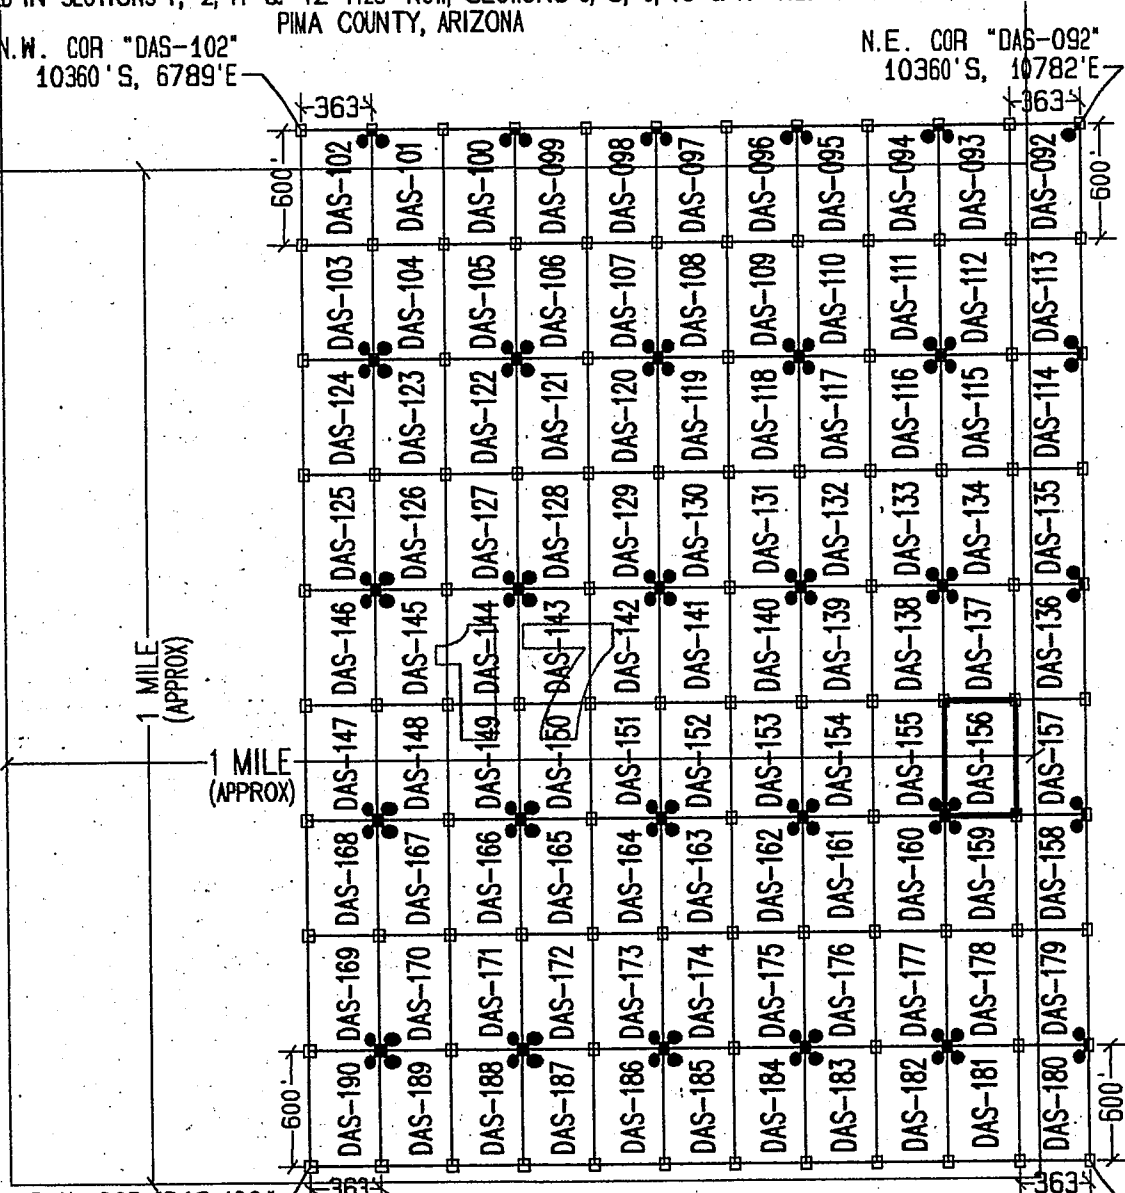 IN SECTIONS 1, 2, 11 & 12
PIMA COUNTY, ARIZONA
N.W. COR "DAS-102"
10360'S, 6789'E
N.E. COR "DAS-092"
10360'S, 10782'E
363 363
600' 600'
DAS-102 DAS-101 DAS-100 DAS-099 DAS-098 DAS-097 DAS-096 DAS-095 DAS-094 DAS-093 DAS-092
DAS-103 DAS-104 DAS-105 DAS-106 DAS-107 DAS-108 DAS-109 DAS-110 DAS-111 DAS-112 DAS-113
DAS-124 DAS-123 DAS-122 DAS-121 DAS-120 DAS-119 DAS-118 DAS-117 DAS-116 DAS-115 DAS-114
DAS-125 DAS-126 DAS-127 DAS-128 DAS-129 DAS-130 DAS-131 DAS-132 DAS-133 DAS-134 DAS-135
DAS-146 DAS-145 DAS-144 DAS-143 DAS-142 DAS-141 DAS-140 DAS-139 DAS-138 DAS-137 DAS-136
17
1 MILE
(APPROX)
DAS-147 DAS-148 DAS-149 DAS-150 DAS-151 DAS-152 DAS-153 DAS-154 DAS-155 DAS-156 DAS-157
1 MILE
(APPROX)
DAS-168 DAS-167 DAS-166 DAS-165 DAS-164 DAS-163 DAS-162 DAS-161 DAS-160 DAS-159 DAS-158
DAS-169 DAS-170 DAS-171 DAS-172 DAS-173 DAS-174 DAS-175 DAS-176 DAS-177 DAS-178 DAS-179
DAS-190 DAS-189 DAS-188 DAS-187 DAS-186 DAS-185 DAS-184 DAS-183 DAS-182 DAS-181 DAS-180
600' 600'
363 363